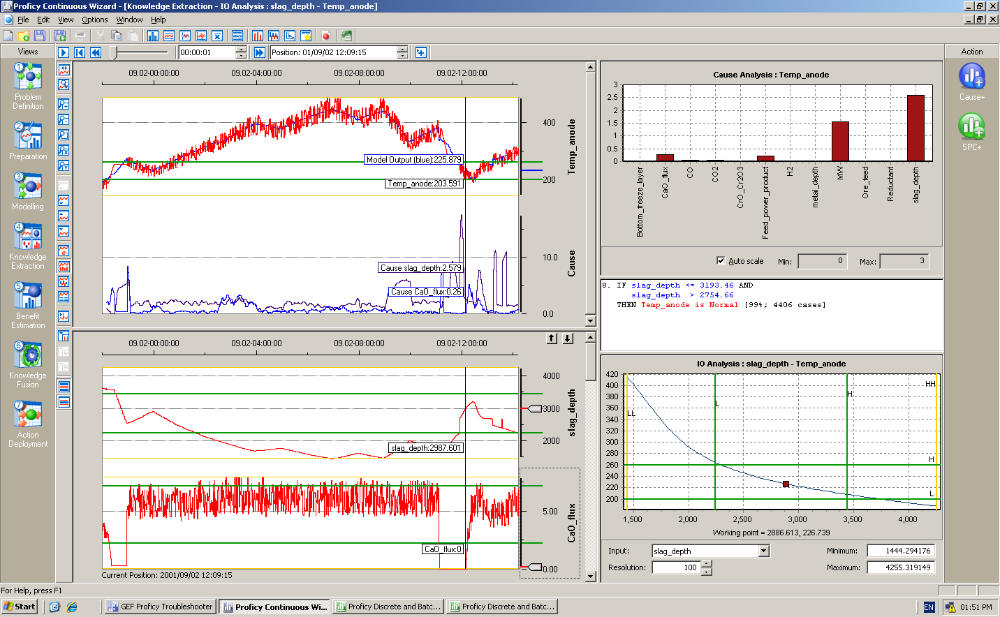 Proficy Continuous Wizard - [Knowledge Extraction - IO Analysis : slag_depth - Temp_anode]
File Edit View Options Window Help
Views
00:00:01
Position: 01/09/02 12:09:15
Action
1
Problem
Definition
2
Preparation
3
Modelling
4
Knowledge
Extraction
5
Benefit
Estimation
6
Knowledge
Fusion
7
Action
Deployment
09.02-00:00:00 09.02-04:00:00 09.02-08:00:00 09.02-12:00:00
400
200
Temp_anode
Model Output (blue):225.879
Temp_anode:203.591
10.0
0.0
Cause
Cause slag_depth:2.579
Cause CaO_flux:0.26
09.02-00:00:00 09.02-04:00:00 09.02-08:00:00 09.02-12:00:00
4000
3000
2000
slag_depth
slag_depth:2987.601
5.00
0.00
CaO_flux
CaO_flux:0
Current Position: 2001/09/02 12:09:15
Cause Analysis : Temp_anode
3
2.5
2
1.5
1
0.5
0
Bottom_freeze_layer
CaO_flux
CO
CO2
CrO_Cr2O3
Feed_power_product
H2
metal_depth
MW
Ore_feed
Reductant
slag_depth
Auto scale Min: 0 Max: 3
8. IF slag_depth <= 3193.46 AND
slag_depth > 2754.66
THEN Temp_anode is Normal [99%; 4406 cases]
IO Analysis : slag_depth - Temp_anode
420
400
380
360
340
320
300
280
260
240
220
200
LL
L
H
HH
H
L
1,500 2,000 2,500 3,000 3,500 4,000
Working point = 2886.613, 226.739
Input: slag_depth Minimum: 1444.294176
Resolution: 100 Maximum: 4255.319149
Cause+
SPC+
For Help, press F1
Start GEF Proficy Troubleshooter Proficy Continuous Wi... Proficy Discrete and Batc... Proficy Discrete and Batc... EN 01:51 PM